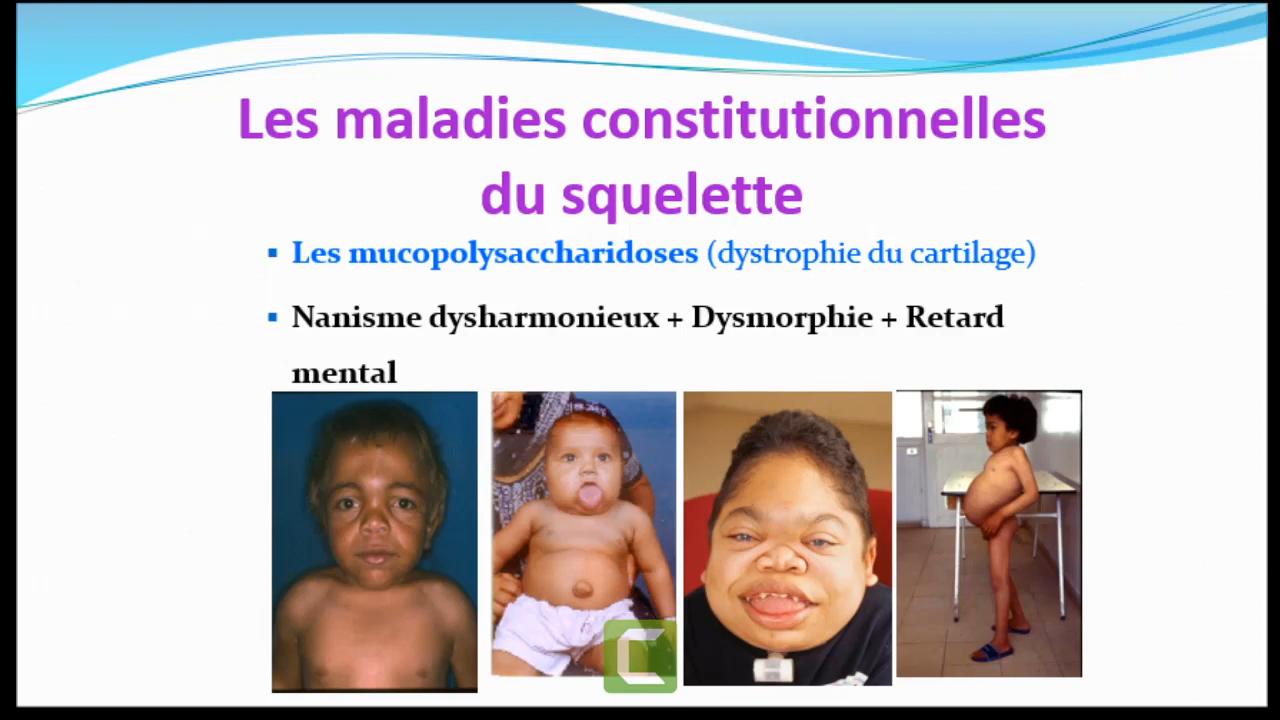 Les maladies constitutionnelles
du squelette
Les mucopolysaccharidoses (dystrophie du cartilage)
Nanisme dysharmonieux + Dysmorphie + Retard
mental